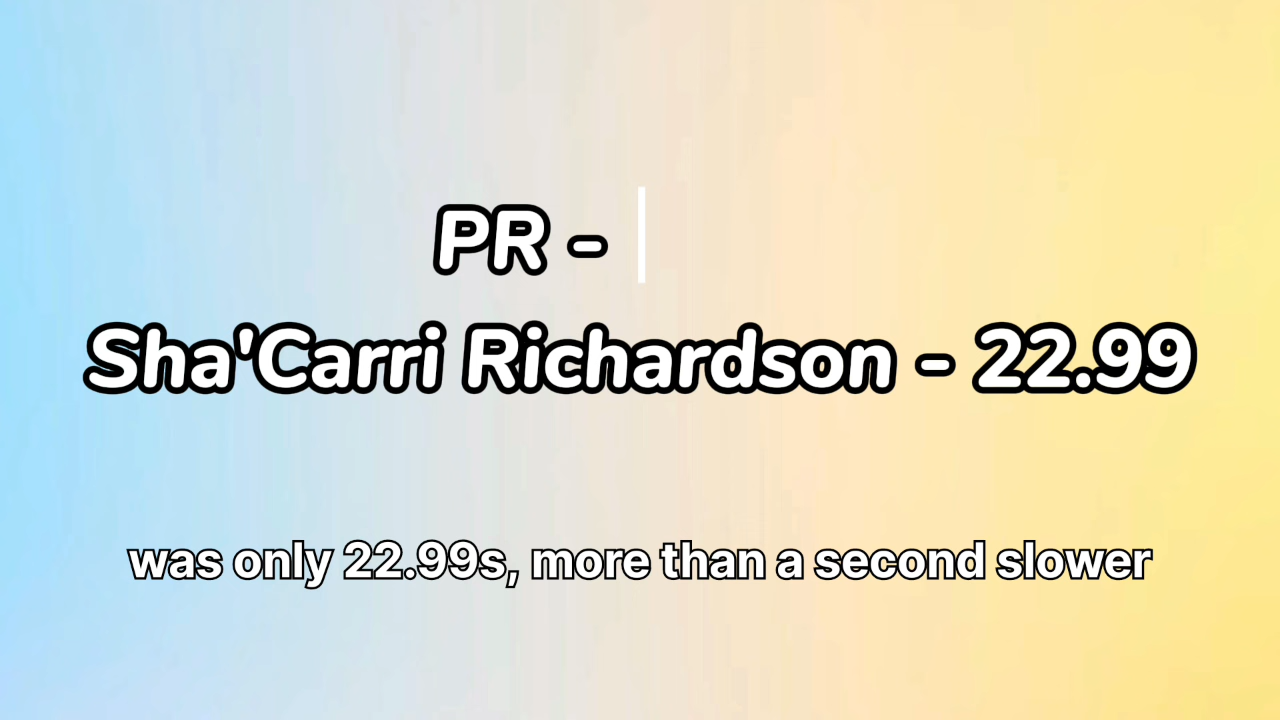 PR -
Sha'Carri Richardson - 22.99
was only 22.99s, more than a second slower